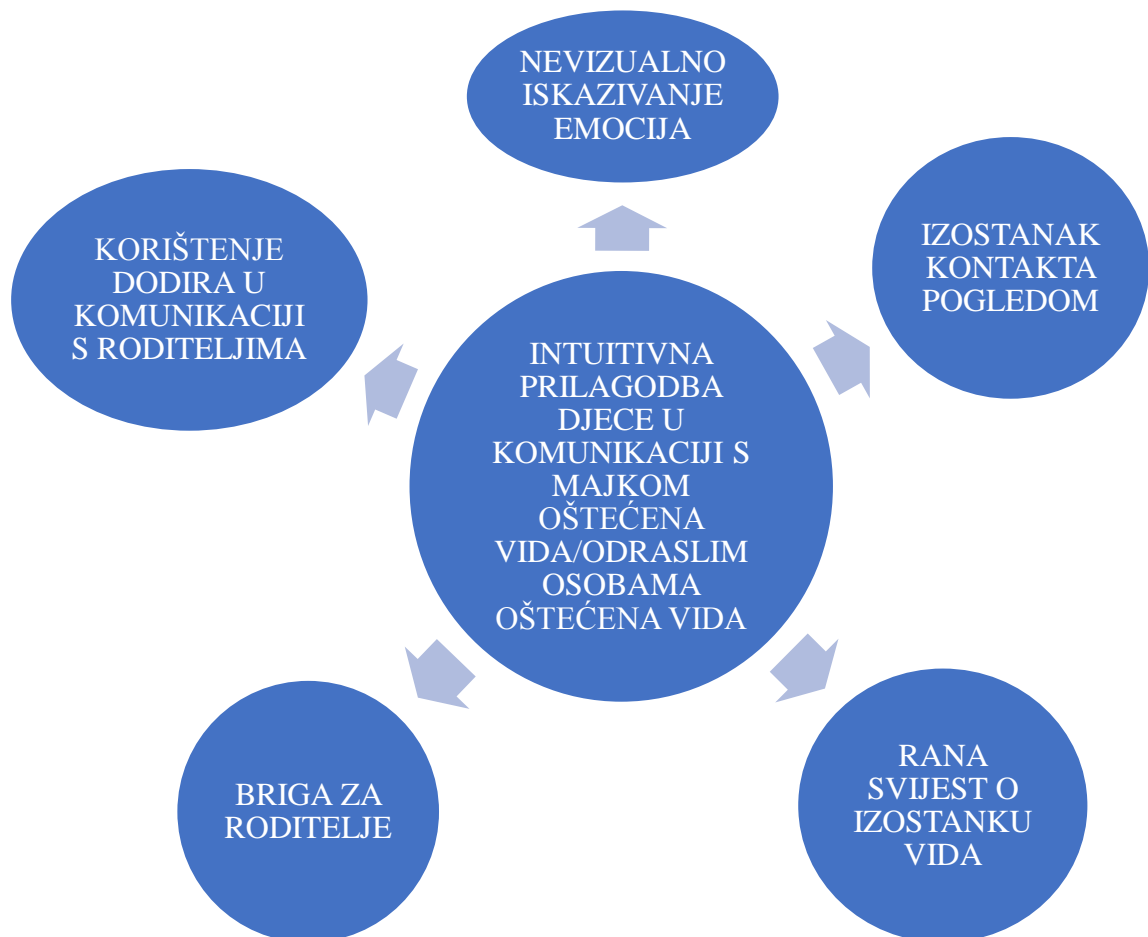 NEVIZUALNO
ISKAZIVANJE
EMOCIJA
IZOSTANAK
KONTAKTA
POGLEDOM
KORIŠTENJE
DODIRA U
KOMUNIKACIJI
S RODITELJIMA
INTUITIVNA
PRILAGODBA
DJECE U
KOMUNIKACIJI S
MAJKOM
OŠTEĆENA
VIDA/ODRASLIM
OSOBAMA
OŠTEĆENA VIDA
RANA
SVIJEST O
IZOSTANKU
VIDA
BRIGA ZA
RODITELJE